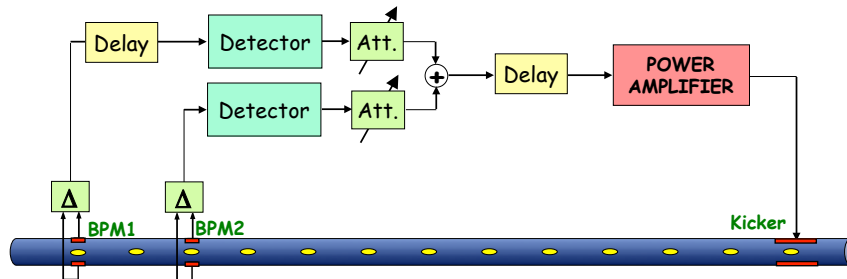 Delay
Detector
Att.
Detector
Att.
+
Delay
POWER
AMPLIFIER
Δ
Δ
BPM1
BPM2
Kicker